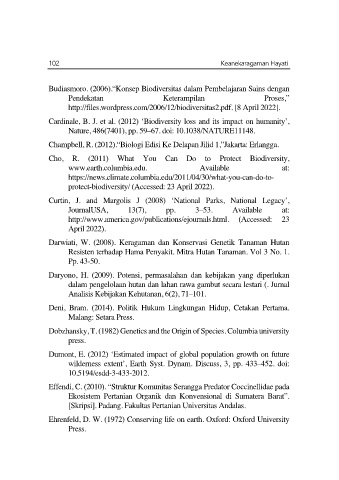 102 Keanekaragaman Hayati
Budiasmoro. (2006).“Konsep Biodiversitas dalam Pembelajaran Sains dengan
Pendekatan Keterampilan Proses,”
http://files.wordpress.com/2006/12/biodiversitas2pdf. [8 April 2022].
Cardinale, B. J. et al. (2012) ‘Biodiversity loss and its impact on humanity’,
Nature, 486(7401), pp. 59–67. doi: 10.1038/NATURE11148.
Champbell, R. (2012).“Biologi Edisi Ke Delapan Jilid 1,”Jakarta: Erlangga.
Cho, R. (2011) What You Can Do to Protect Biodiversity,
www.earth.columbia.edu. Available at:
https://news.climate.columbia.edu/2011/04/30/what-you-can-do-to-
protect-biodiversity/ (Accessed: 23 April 2022).
Curtin, J. and Margolis J (2008) ‘National Parks, National Legacy’,
JournalUSA, 13(7), pp. 3–53. Available at:
http://www.america.gov/publications/ejournals.html. (Accessed: 23
April 2022).
Darwiati, W. (2008). Keragaman dan Konservasi Genetik Tanaman Hutan
Resisten terhadap Hama Penyakit. Mitra Hutan Tanaman. Vol 3 No. 1.
Pp. 43-50.
Daryono, H. (2009). Potensi, permasalahan dan kebijakan yang diperlukan
dalam pengelolaan hutan dan lahan rawa gambut secara lestari (. Jurnal
Analisis Kebijakan Kehutanan, 6(2), 71–101.
Deni, Bram. (2014). Politik Hukum Lingkungan Hidup, Cetakan Pertama.
Malang: Setara Press.
Dobzhansky, T. (1982) Genetics and the Origin of Species. Columbia university
press.
Dumont, E. (2012) ‘Estimated impact of global population growth on future
wilderness extent’, Earth Syst. Dynam. Discuss, 3, pp. 433–452. doi:
10.5194/esdd-3-433-2012.
Effendi, C. (2010). “Struktur Komunitas Serangga Predator Coccinellidae pada
Ekosistem Pertanian Organik dan Konvensional di Sumatera Barat”.
[Skripsi]. Padang. Fakultas Pertanian Universitas Andalas.
Ehrenfeld, D. W. (1972) Conserving life on earth. Oxford: Oxford University
Press.